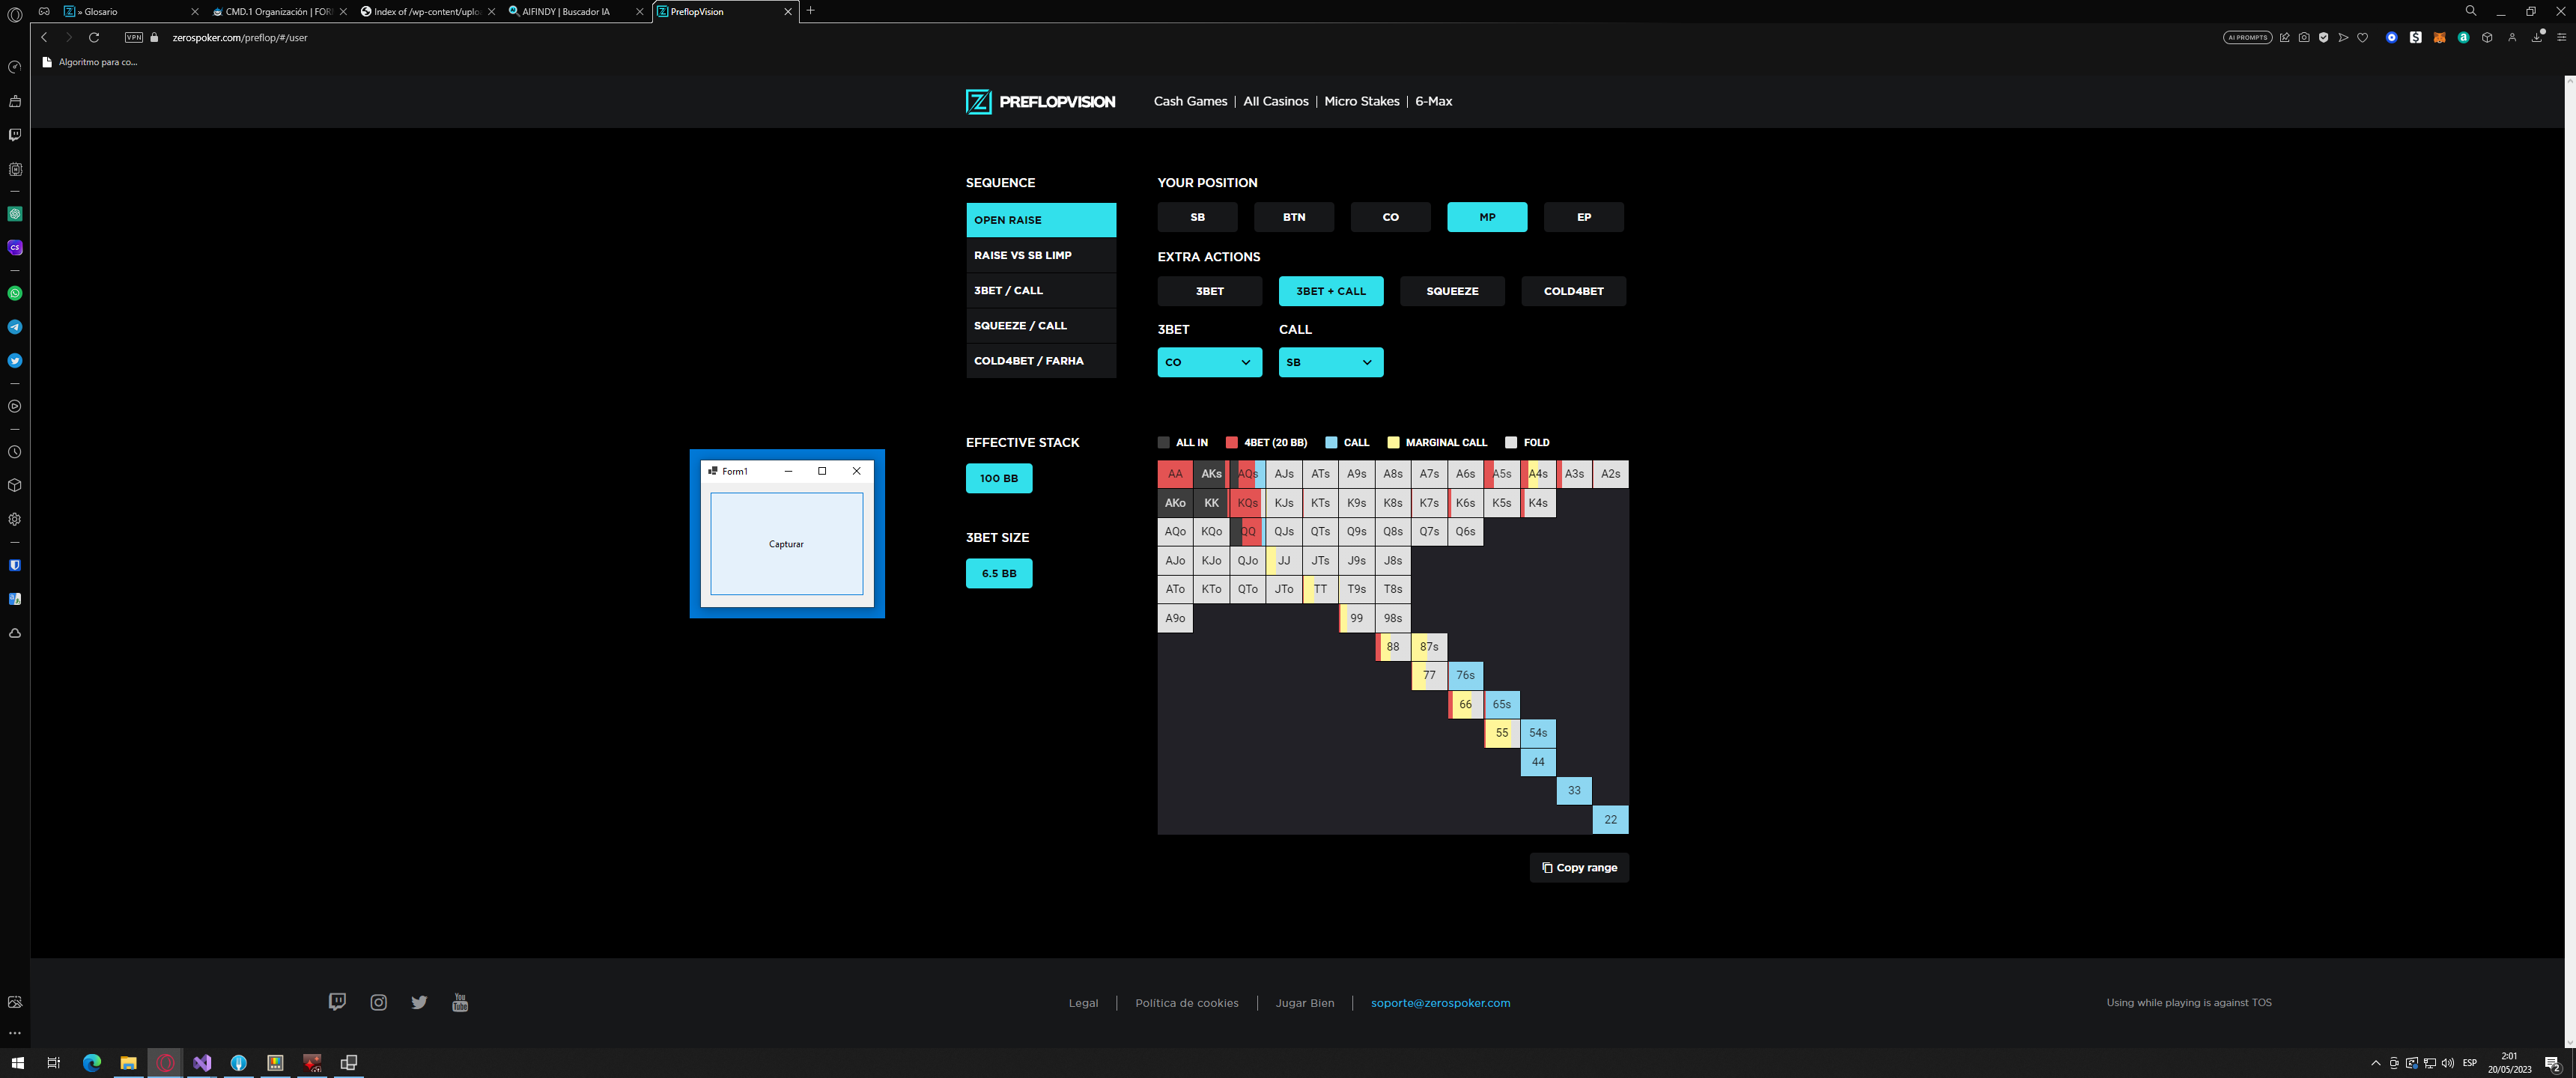 » Glosario
CMD.1 Organización | FOR
Index of /wp-content/uplo
AIFINDY | Buscador IA
PreflopVision
VPN
zerospoker.com/preflop/#/user
AI PROMPTS
Algoritmo para co...
PREFLOPVISION
Cash Games | All Casinos | Micro Stakes | 6-Max
SEQUENCE
OPEN RAISE
RAISE VS SB LIMP
3BET / CALL
SQUEEZE / CALL
COLD4BET / FARHA
YOUR POSITION
SB BTN CO MP EP
EXTRA ACTIONS
3BET 3BET + CALL SQUEEZE COLD4BET
3BET CALL
CO SB
EFFECTIVE STACK
100 BB
3BET SIZE
6.5 BB
Form1
Capturar
ALL IN 4BET (20 BB) CALL MARGINAL CALL FOLD
AA AKs AQs AJs ATs A9s A8s A7s A6s A5s A4s A3s A2s
AKo KK KQs KJs KTs K9s K8s K7s K6s K5s K4s
AQo KQo QQ QJs QTs Q9s Q8s Q7s Q6s
AJo KJo QJo JJ JTs J9s J8s
ATo KTo QTo JTo TT T9s T8s
A9o 99 98s
88 87s
77 76s
66 65s
55 54s
44
33
22
Copy range
You Tube
Legal | Política de cookies | Jugar Bien | soporte@zerospoker.com
Using while playing is against TOS
ESP
2:01
20/05/2023
2